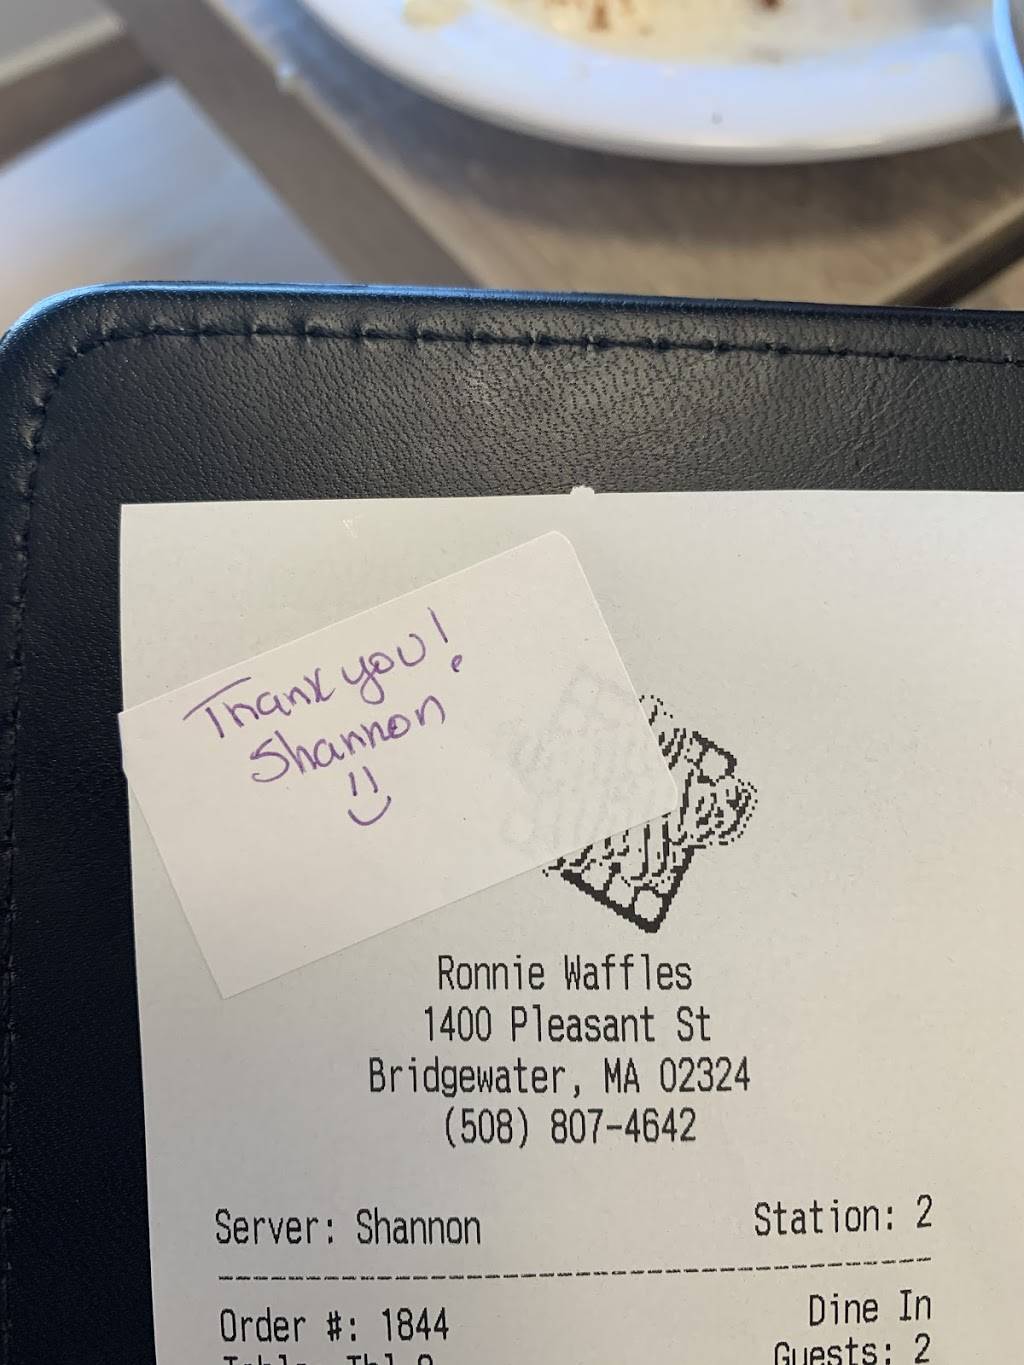 Thank you!
Shannon
Ronnie Waffles
1400 Pleasant St
Bridgewater, MA 02324
(508) 807-4642
Server: Shannon Station: 2
Order #: 1844 Dine In
Guests: 2